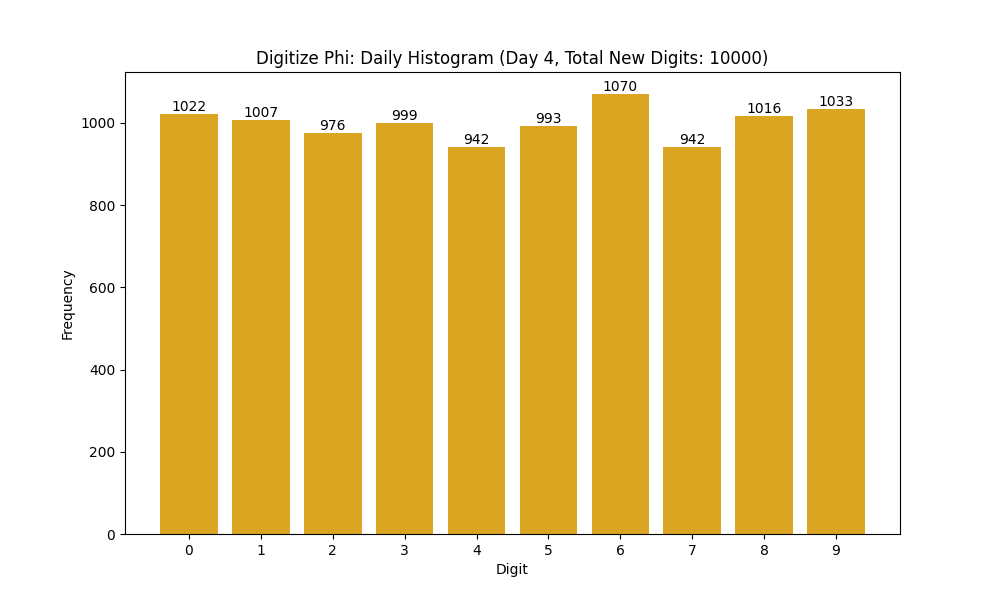 Digitize Phi: Daily Histogram (Day 4, Total New Digits: 10000)
1022 1007 976 999 942 993 1070 942 1016 1033
1000
800
600
400
200
0
Frequency
0 1 2 3 4 5 6 7 8 9
Digit